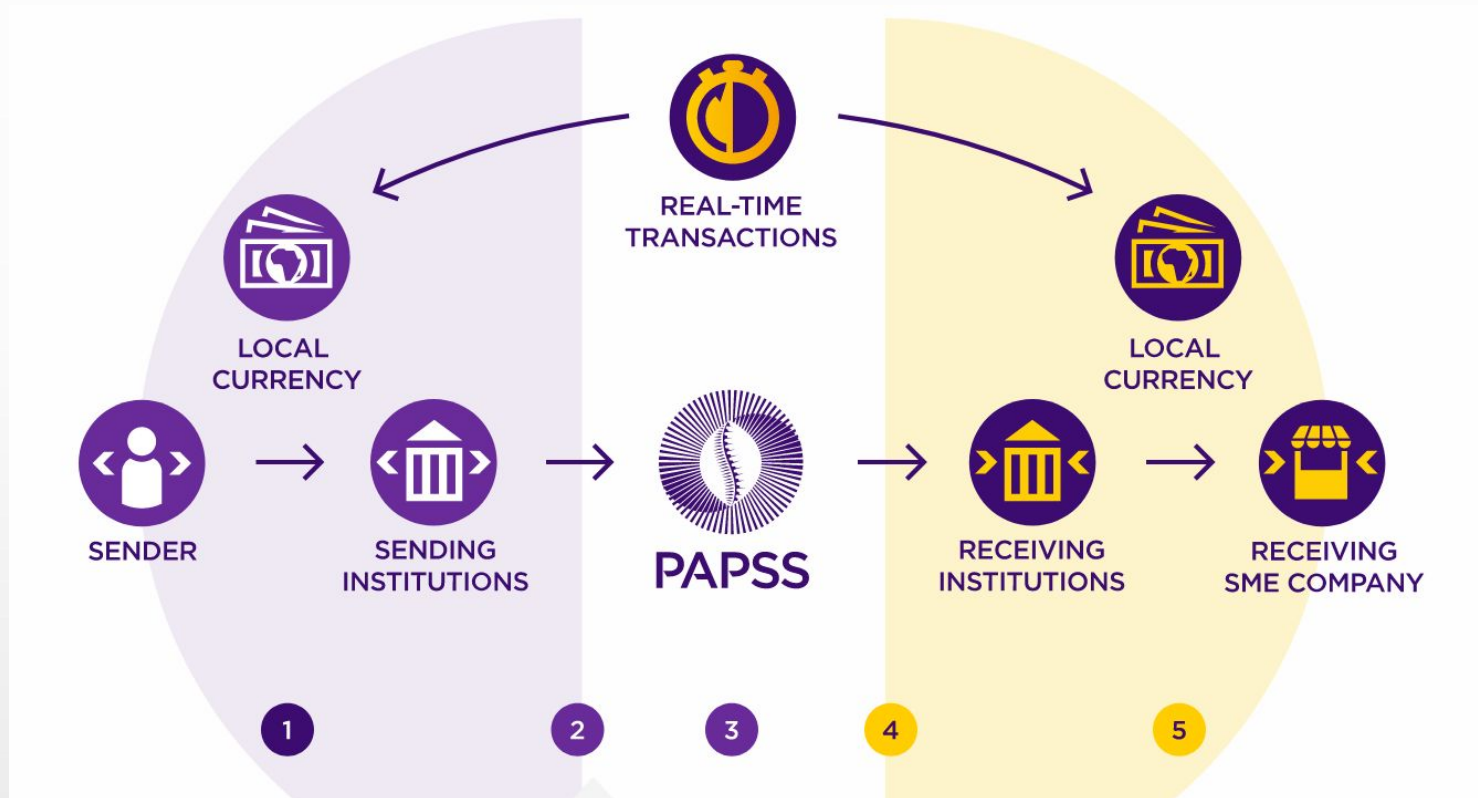 REAL-TIME
TRANSACTIONS
LOCAL
CURRENCY
LOCAL
CURRENCY
SENDER
SENDING
INSTITUTIONS
PAPSS
RECEIVING
INSTITUTIONS
RECEIVING
SME COMPANY
1
2
3
4
5